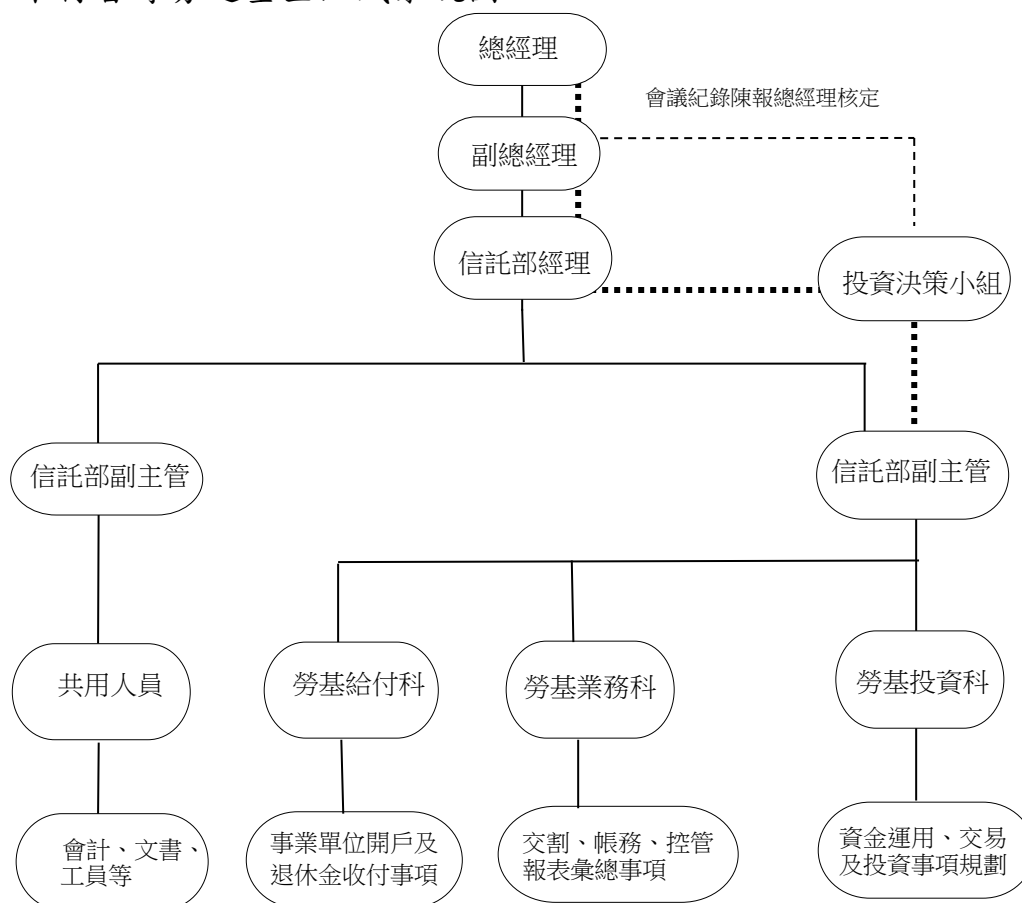 總經理
會議紀錄陳報總經理核定
副總經理
信託部經理
投資決策小組
信託部副主管
信託部副主管
共用人員
勞基給付科
勞基業務科
勞基投資科
會計、文書、
工員等
事業單位開戶及
退休金收付事項
交割、帳務、控管
報表彙總事項
資金運用、交易
及投資事項規劃